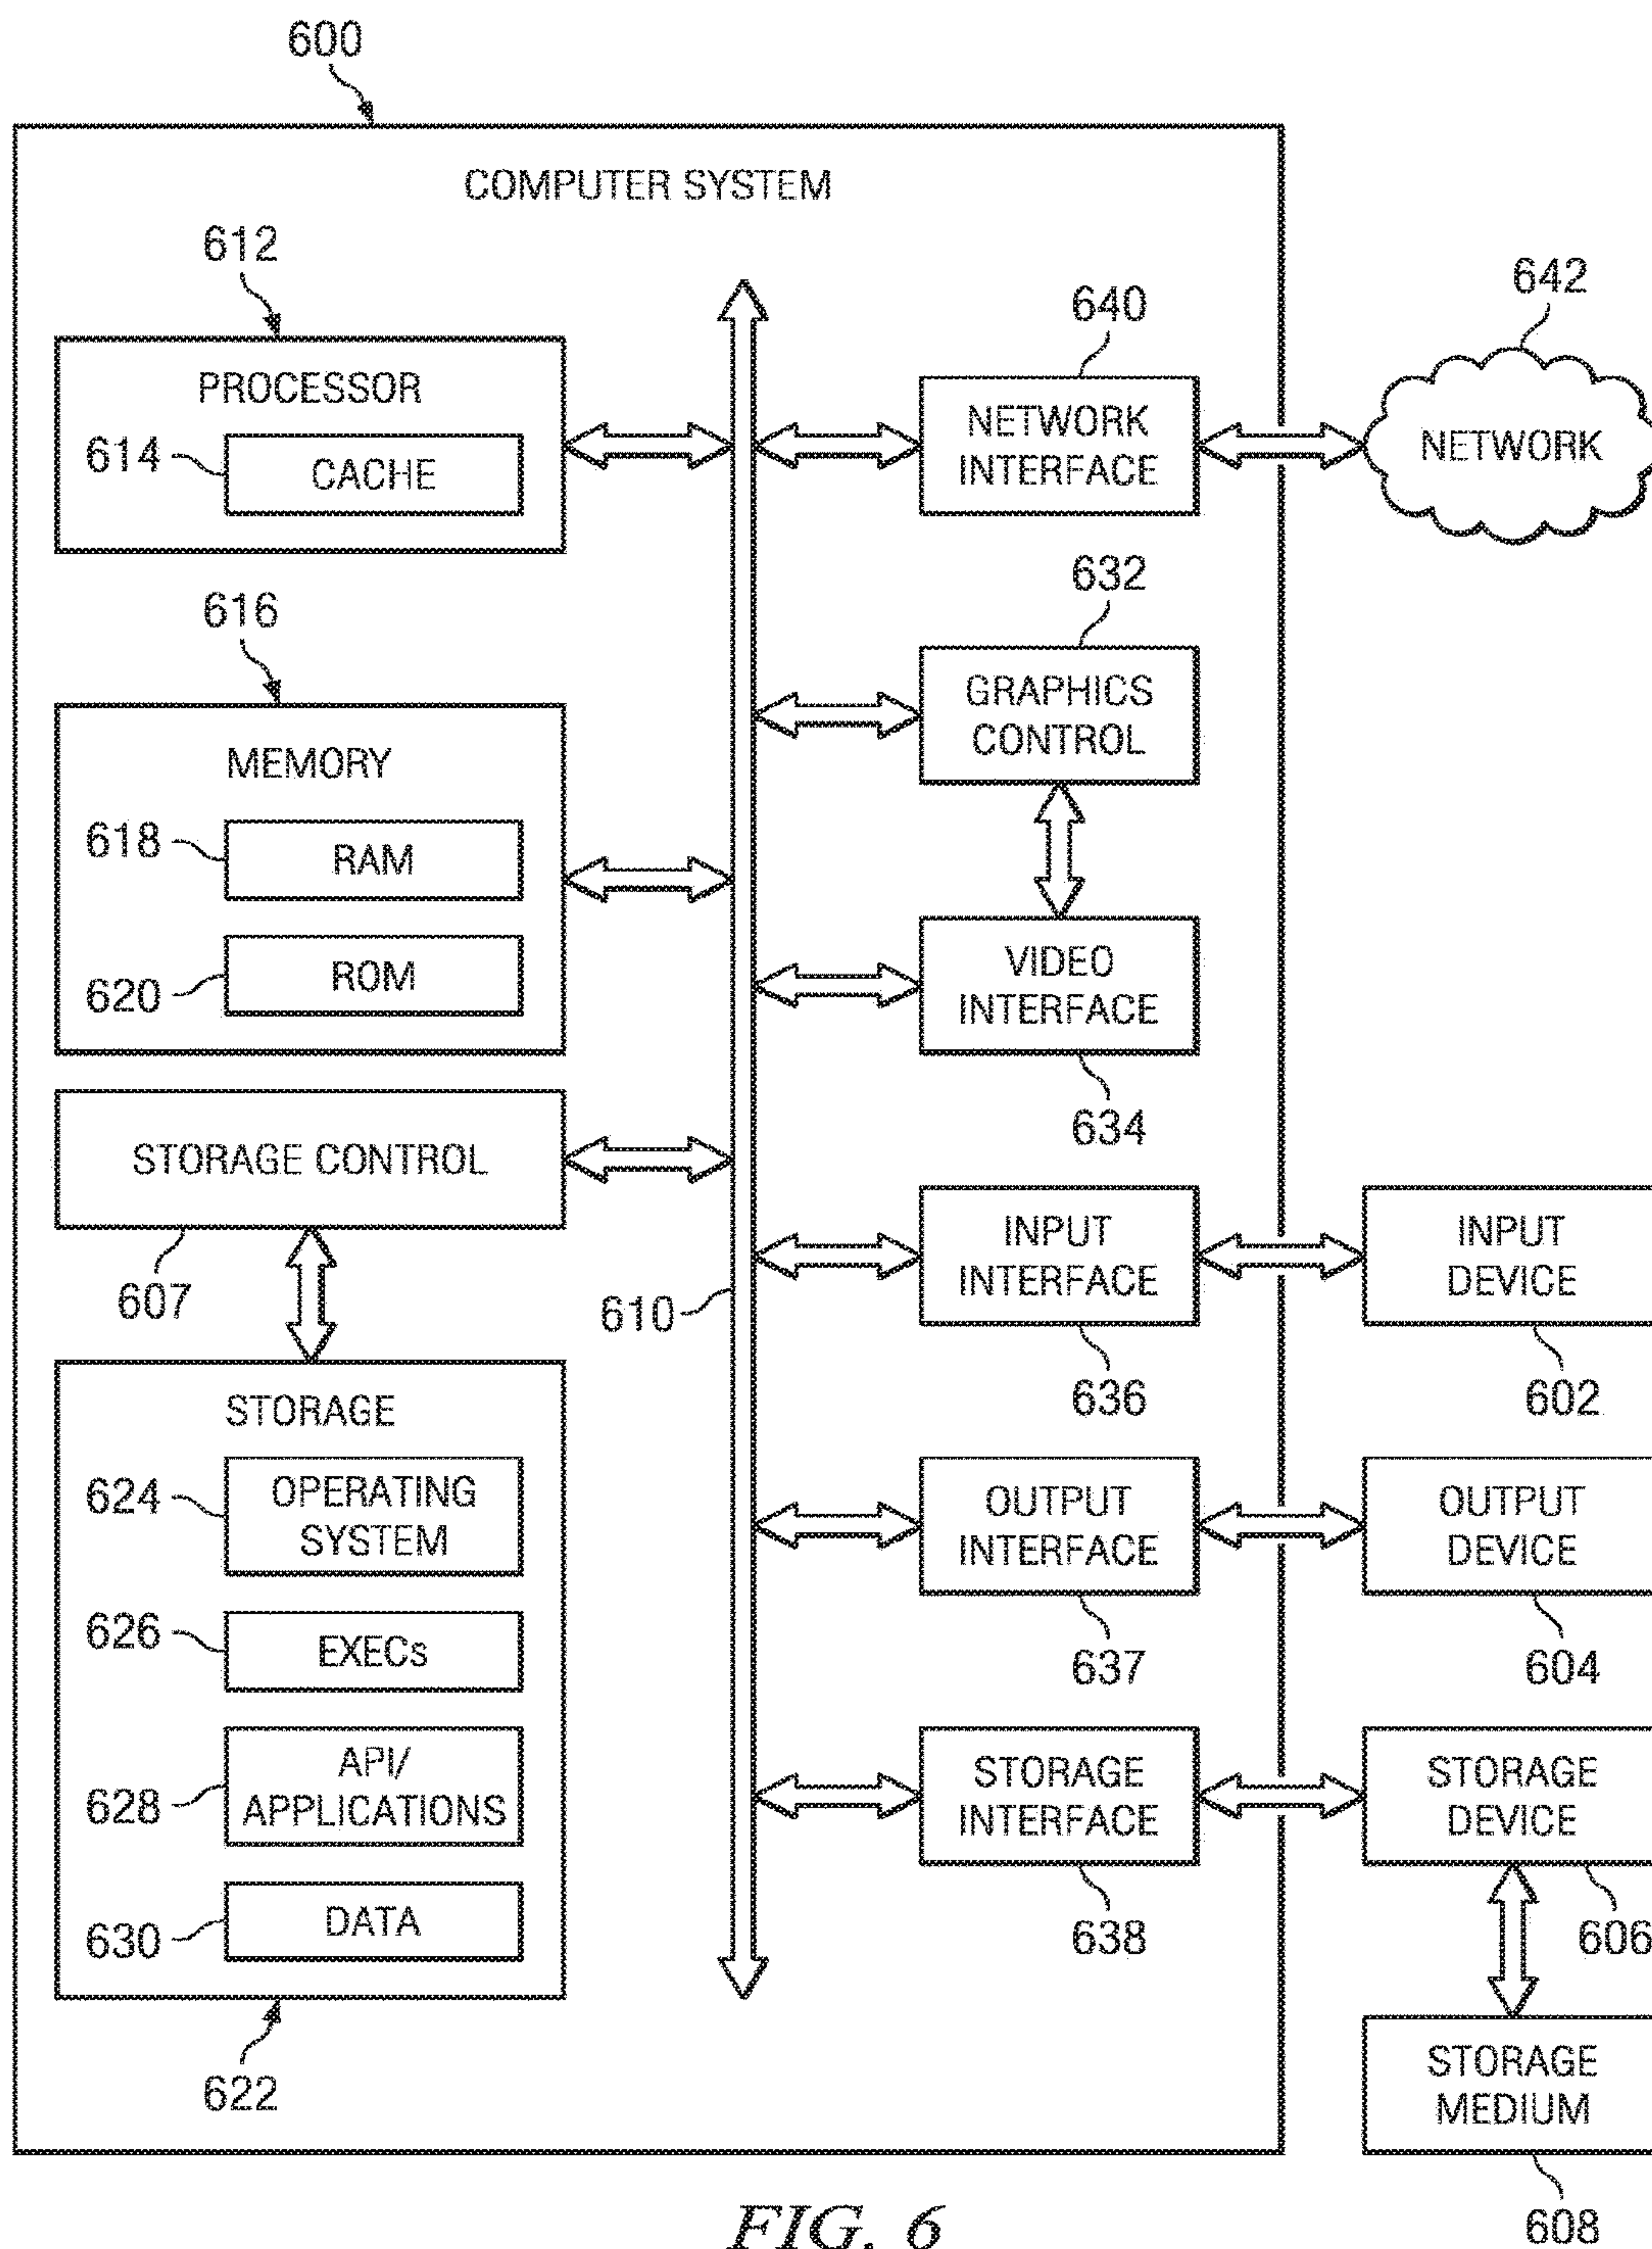 600
COMPUTER SYSTEM
612
PROCESSOR
614
CACHE
640
NETWORK
INTERFACE
642
NETWORK
616
MEMORY
618
RAM
620
ROM
632
GRAPHICS
CONTROL
VIDEO
INTERFACE
634
STORAGE CONTROL
607
610
INPUT
INTERFACE
636
INPUT
DEVICE
602
STORAGE
624
OPERATING
SYSTEM
626
EXECs
628
API/
APPLICATIONS
630
DATA
622
OUTPUT
INTERFACE
637
OUTPUT
DEVICE
604
STORAGE
INTERFACE
638
STORAGE
DEVICE
606
STORAGE
MEDIUM
608
FIG. 6